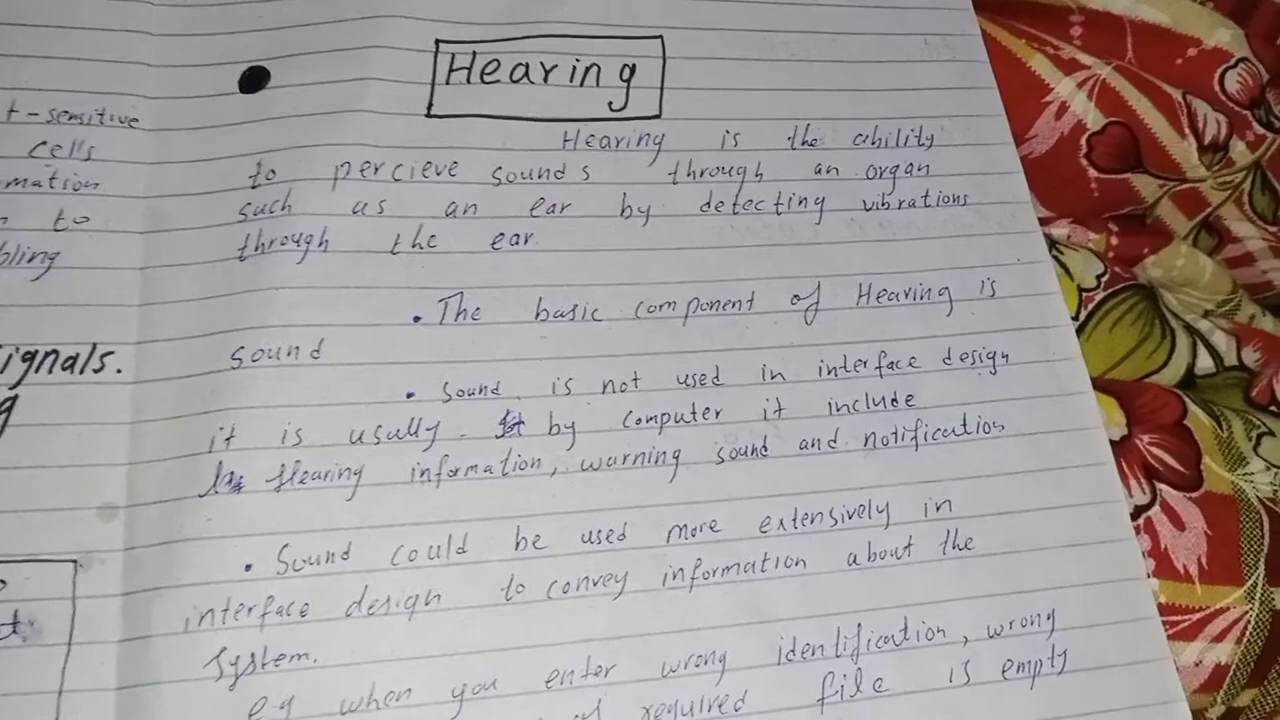 t-sensitive
cells
mation
to
bling
ignals.
Hearing
Hearing is the ability
to percieve sounds through an organ
such as an ear by detecting vibrations
through the ear.
• The basic component of Hearing is
sound
• Sound is not used in interface design
it is usually by computer it include
Hearing information, warning sound and notification
• Sound could be used more extensively in
interface design to convey information about the
system.
eg when you enter wrong identification, wrong
required file is empty